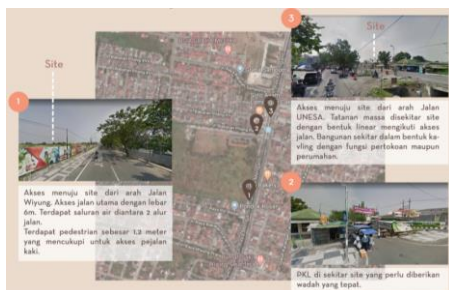 3
Site
Site
1
Akses menuju site dari arah Jalan
UNESA. Tatanan massa disekitar site
dengan bentuk linear mengikuti akses
jalan. Bangunan sekitar dalam bentuk ka-
vling dengan fungsi pertokoan maupun
perumahan.
Akses menuju site dari arah Jalan
Wiyung. Akses jalan utama dengan lebar
6m. Terdapat saluran air diantara 2 alur
jalan.
Terdapat pedestrian sebesar 1.2 meter
yang mencukupi untuk akses pejalan
kaki.
2
PKL di sekitar site yang perlu diberikan
wadah yang tepat.